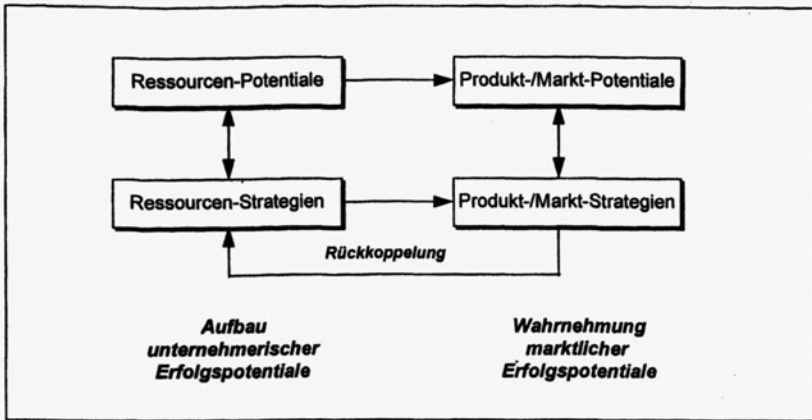 Ressourcen-Potentiale
Produkt-/Markt-Potentiale
Ressourcen-Strategien
Produkt-/Markt-Strategien
Rückkoppelung
Aufbau
unternehmerischer
Erfolgspotentiale
Wahrnehmung
marktlicher
Erfolgspotentiale